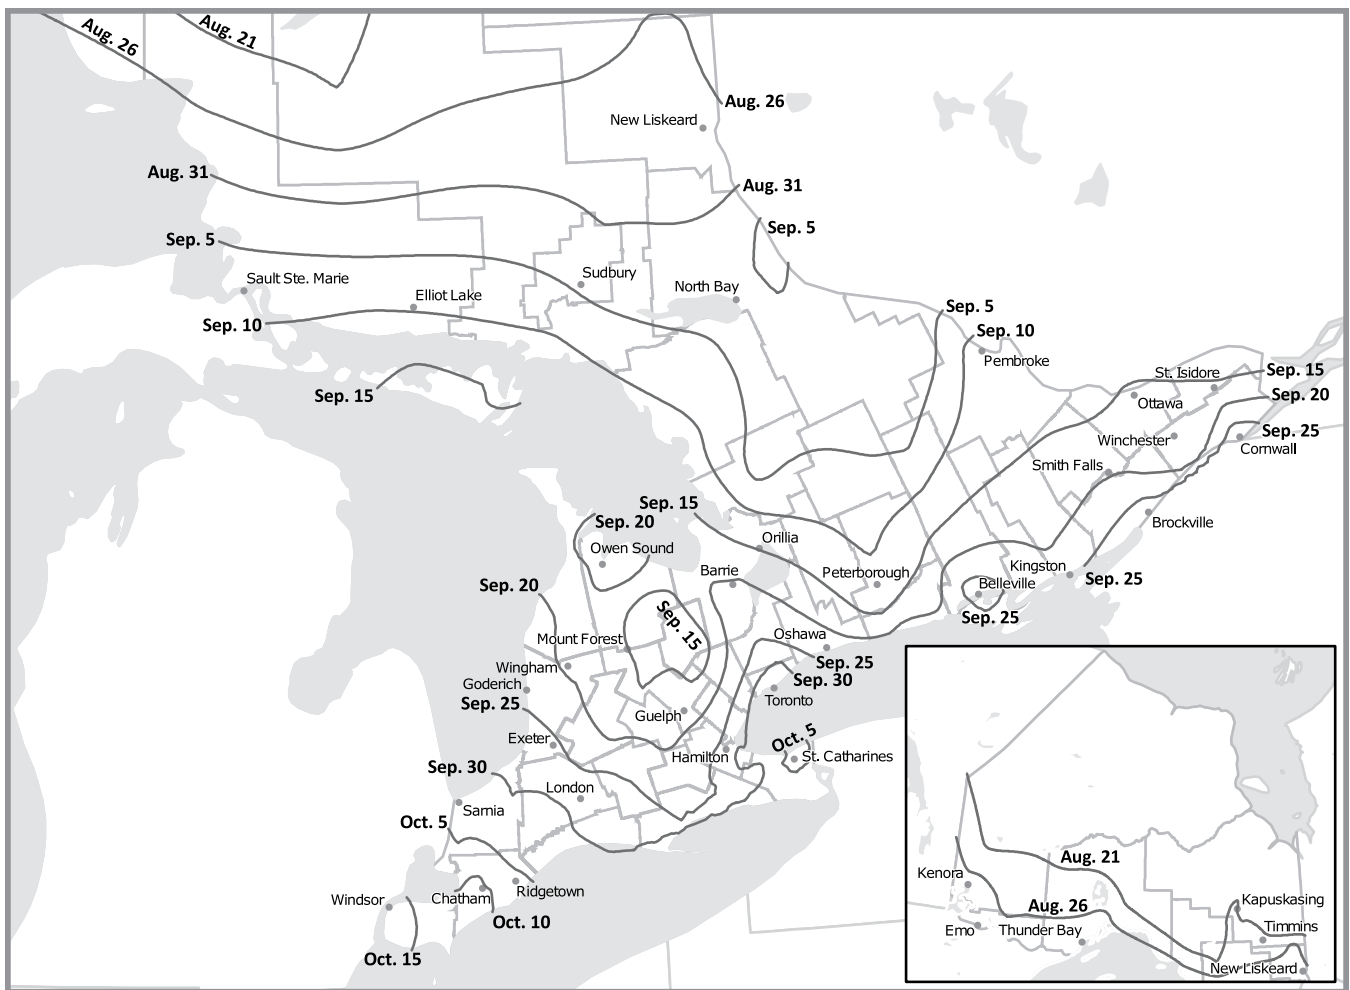 Aug. 26
Aug. 21
Aug. 26
New Liskeard
Aug. 31
Aug. 31
Sep. 5
Sep. 5
Sault Ste. Marie
Sudbury
North Bay
Elliot Lake
Sep. 5
Sep. 10
Sep. 10
Pembroke
Sep. 15
St. Isidore
Sep. 15
Sep. 20
Ottawa
Sep. 25
Winchester
Cornwall
Smith Falls
Sep. 15
Sep. 20
Brockville
Orillia
Owen Sound
Kingston
Barrie
Peterborough
Sep. 25
Belleville
Sep. 20
Sep. 15
Sep. 25
Mount Forest
Oshawa
Wingham
Sep. 25
Goderich
Sep. 30
Sep. 25
Toronto
Guelph
Exeter
Oct. 5
Hamilton
St. Catharines
Sep. 30
London
Sarnia
Oct. 5
Windsor
Chatham
Ridgetown
Oct. 10
Oct. 15
Aug. 21
Kenora
Aug. 26
Kapuskasing
Emo
Thunder Bay
Timmins
New Liskeard